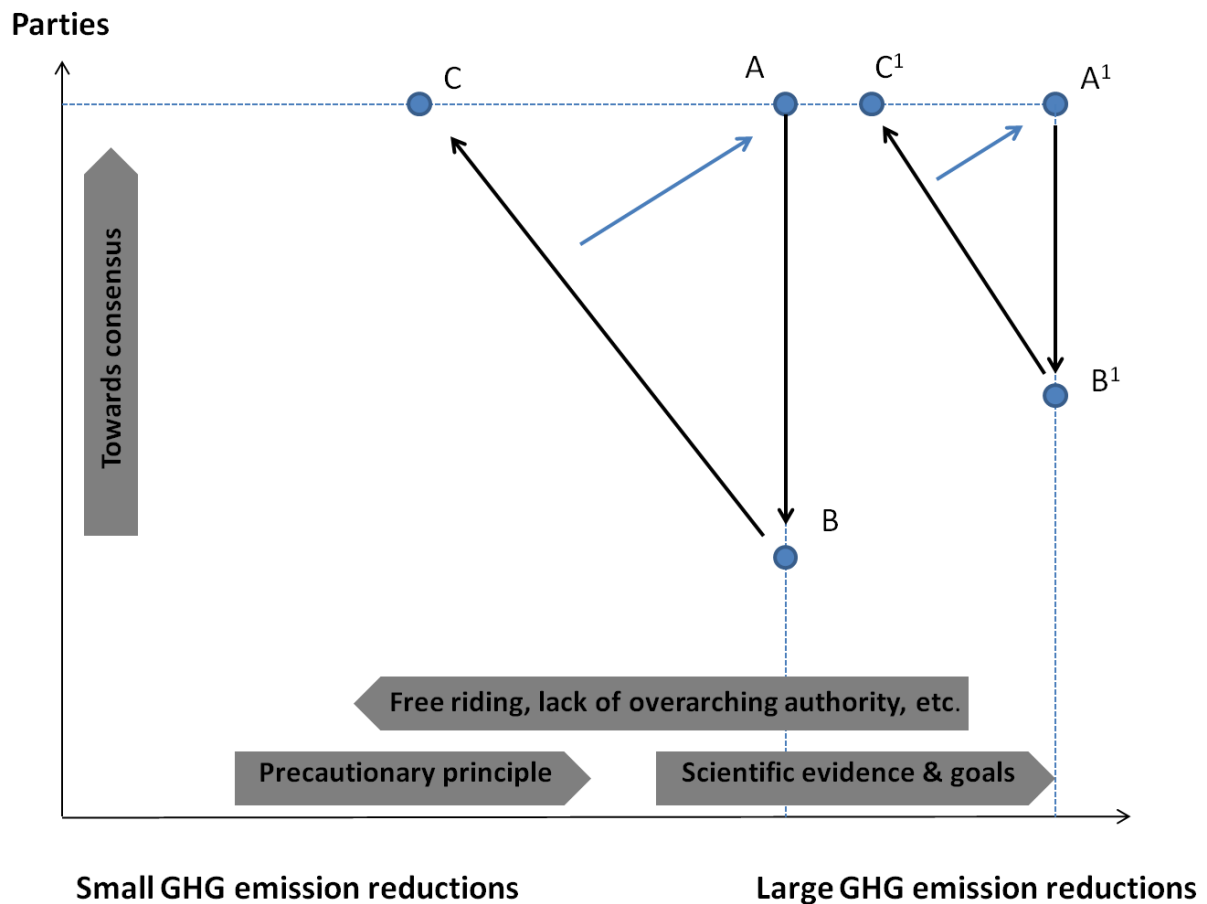 Parties
C
A
C¹
A¹
Towards consensus
B¹
B
Free riding, lack of overarching authority, etc.
Precautionary principle
Scientific evidence & goals
Small GHG emission reductions
Large GHG emission reductions